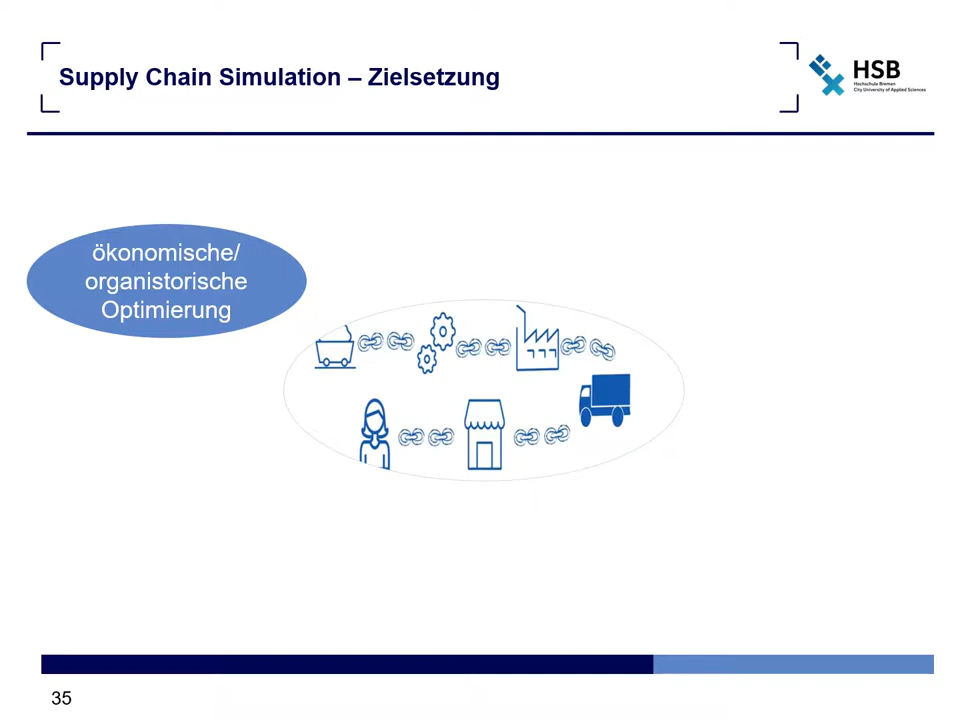 Supply Chain Simulation – Zielsetzung
HSB
Hochschule Bremen
City University of Applied Sciences
ökonomische/
organistorische
Optimierung
35